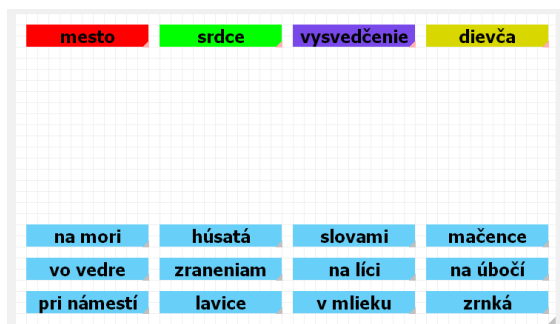 mesto srdce vysvedčenie dievča
na mori húsatá slovami mačence
vo vedre zraneniam na líci na úbočí
pri námestí lavice v mlieku zrnká